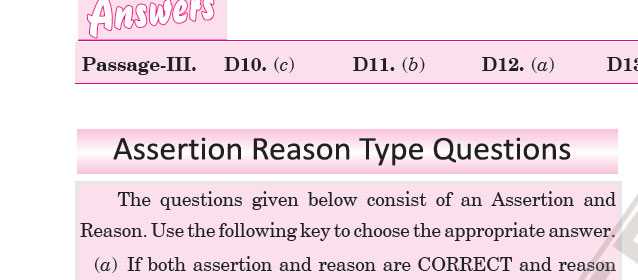 Answers
Passage-III. D10. (c) D11. (b) D12. (a)
Assertion Reason Type Questions
The questions given below consist of an Assertion and
Reason. Use the following key to choose the appropriate answer.
(a) If both assertion and reason are CORRECT and reason